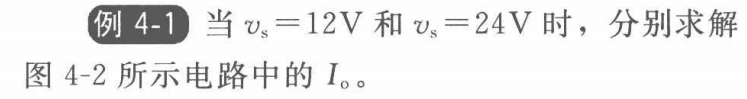 例 4-1 当 vₛ=12V 和 vₛ=24V 时，分别求解
图 4-2 所示电路中的 Iₒ。